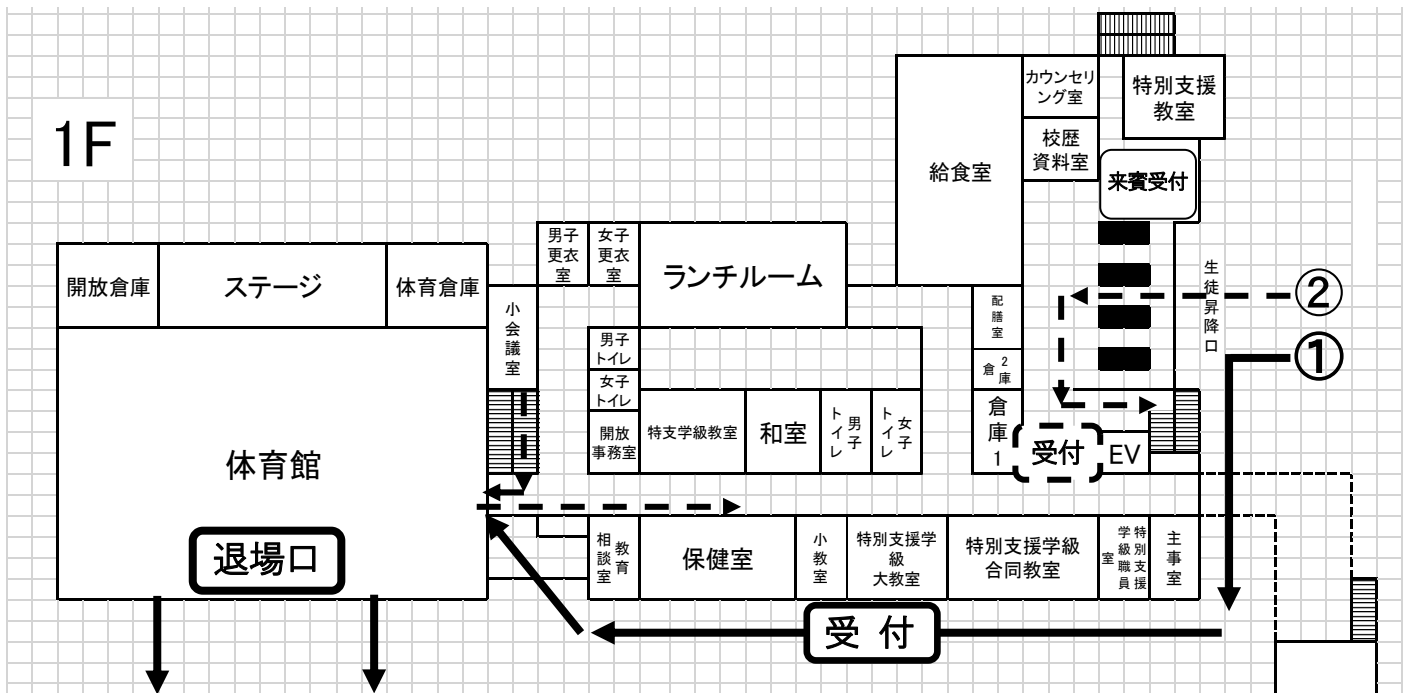 1F
カウンセリ
ング室
特別支援
教室
校歴
資料室
給食室
来賓受付
男子
更衣
室
女子
更衣
室
ランチルーム
開放倉庫
ステージ
体育倉庫
小会議室
配膳室
生徒昇降口
②
①
男子
トイレ
女子
トイレ
倉2庫
開放
事務室
特支学級教室
和室
男子
トイレ
女子
トイレ
倉庫1
受付
EV
体育館
退場口
教育
相談室
保健室
小教室
特別支援学
級
大教室
特別支援学級
合同教室
特別支援
学級職員
室
主事室
受 付